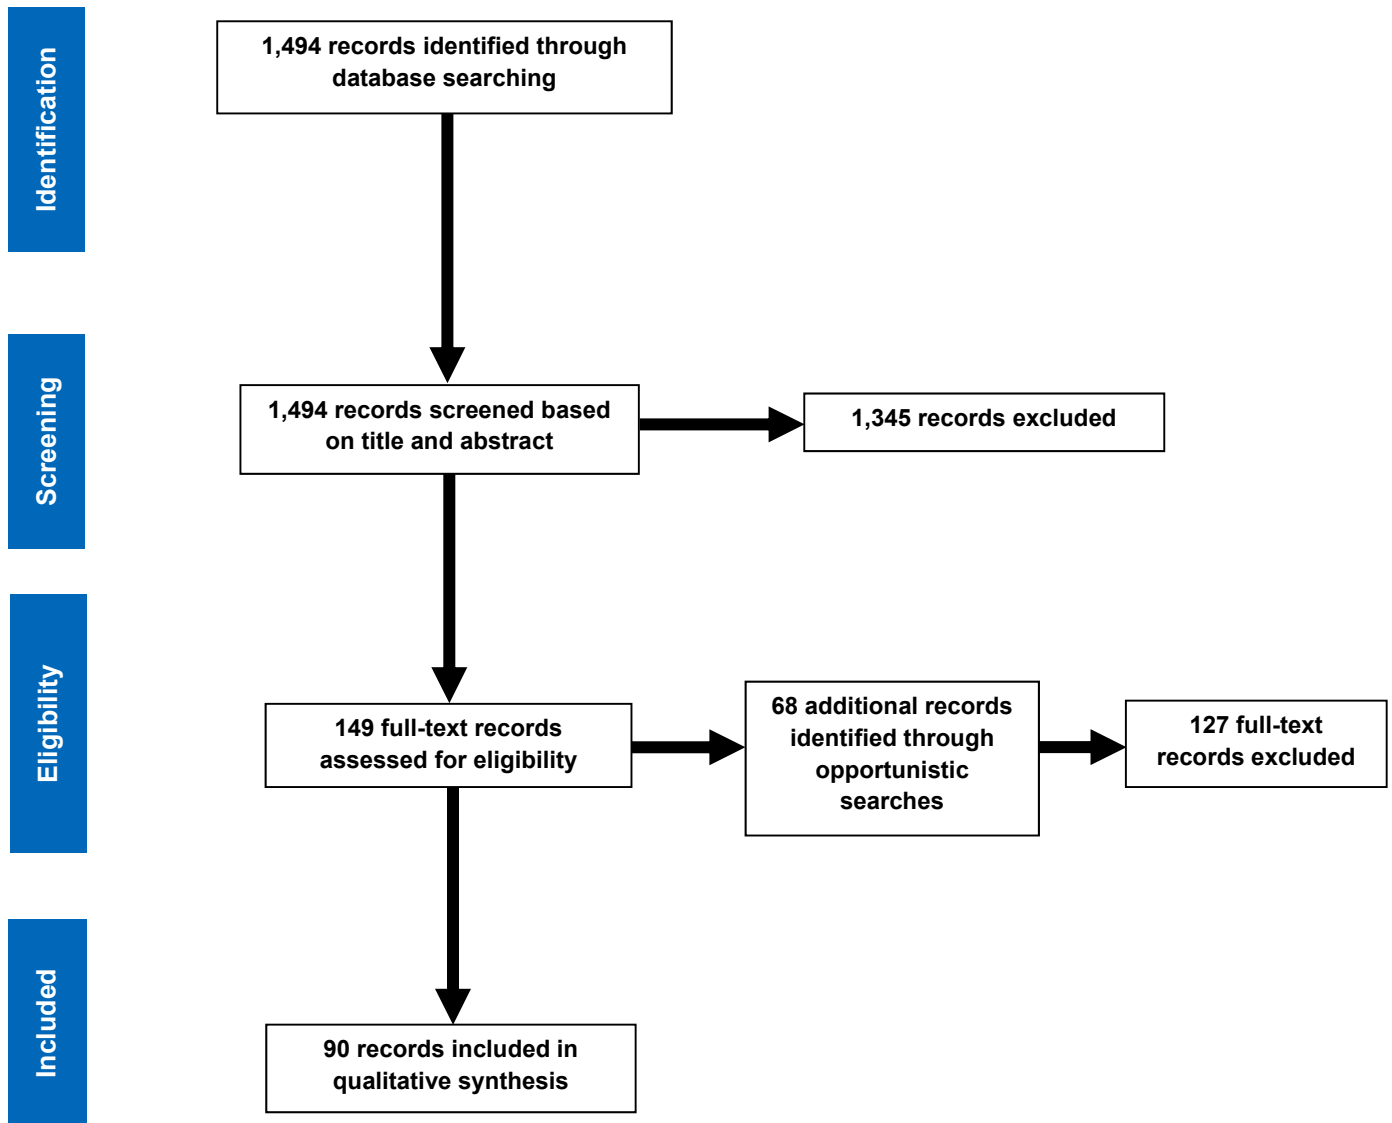 Identification
1,494 records identified through
database searching
Screening
1,494 records screened based
on title and abstract
1,345 records excluded
Eligibility
149 full-text records
assessed for eligibility
68 additional records
identified through
opportunistic
searches
127 full-text
records excluded
Included
90 records included in
qualitative synthesis